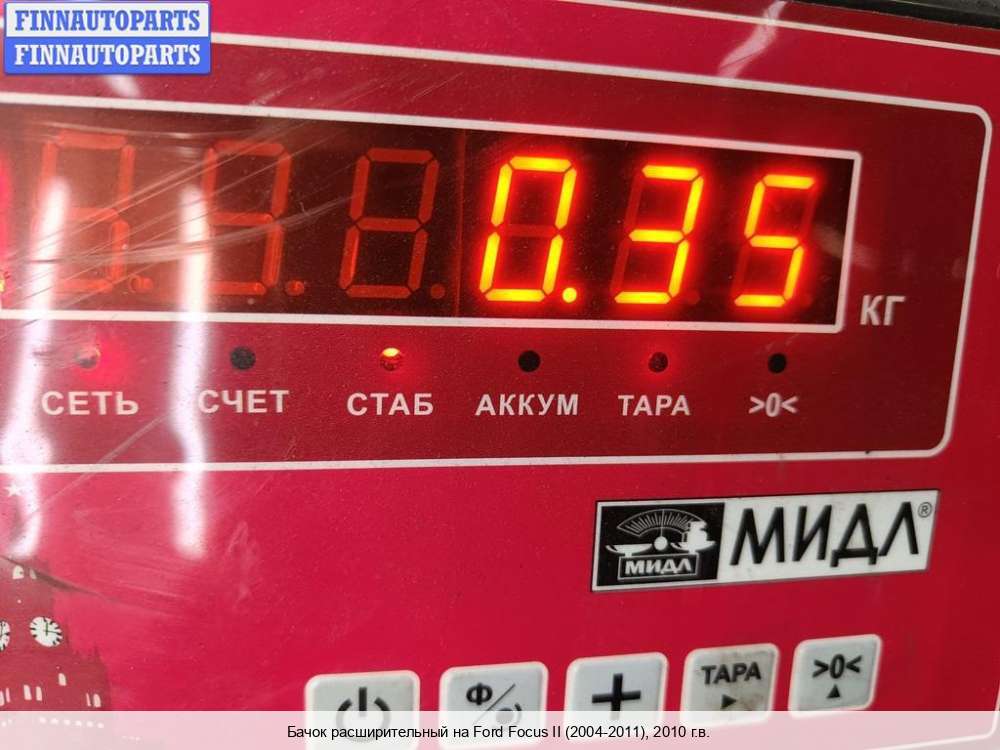 FINNAUTOPARTS
FINNAUTOPARTS
0.35
КГ
СЕТЬ СЧЕТ СТАБ АККУМ ТАРА >0<
МИДЛ МИДЛ®
Ф ТАРА >0<
Бачок расширительный на Ford Focus II (2004-2011), 2010 г.в.